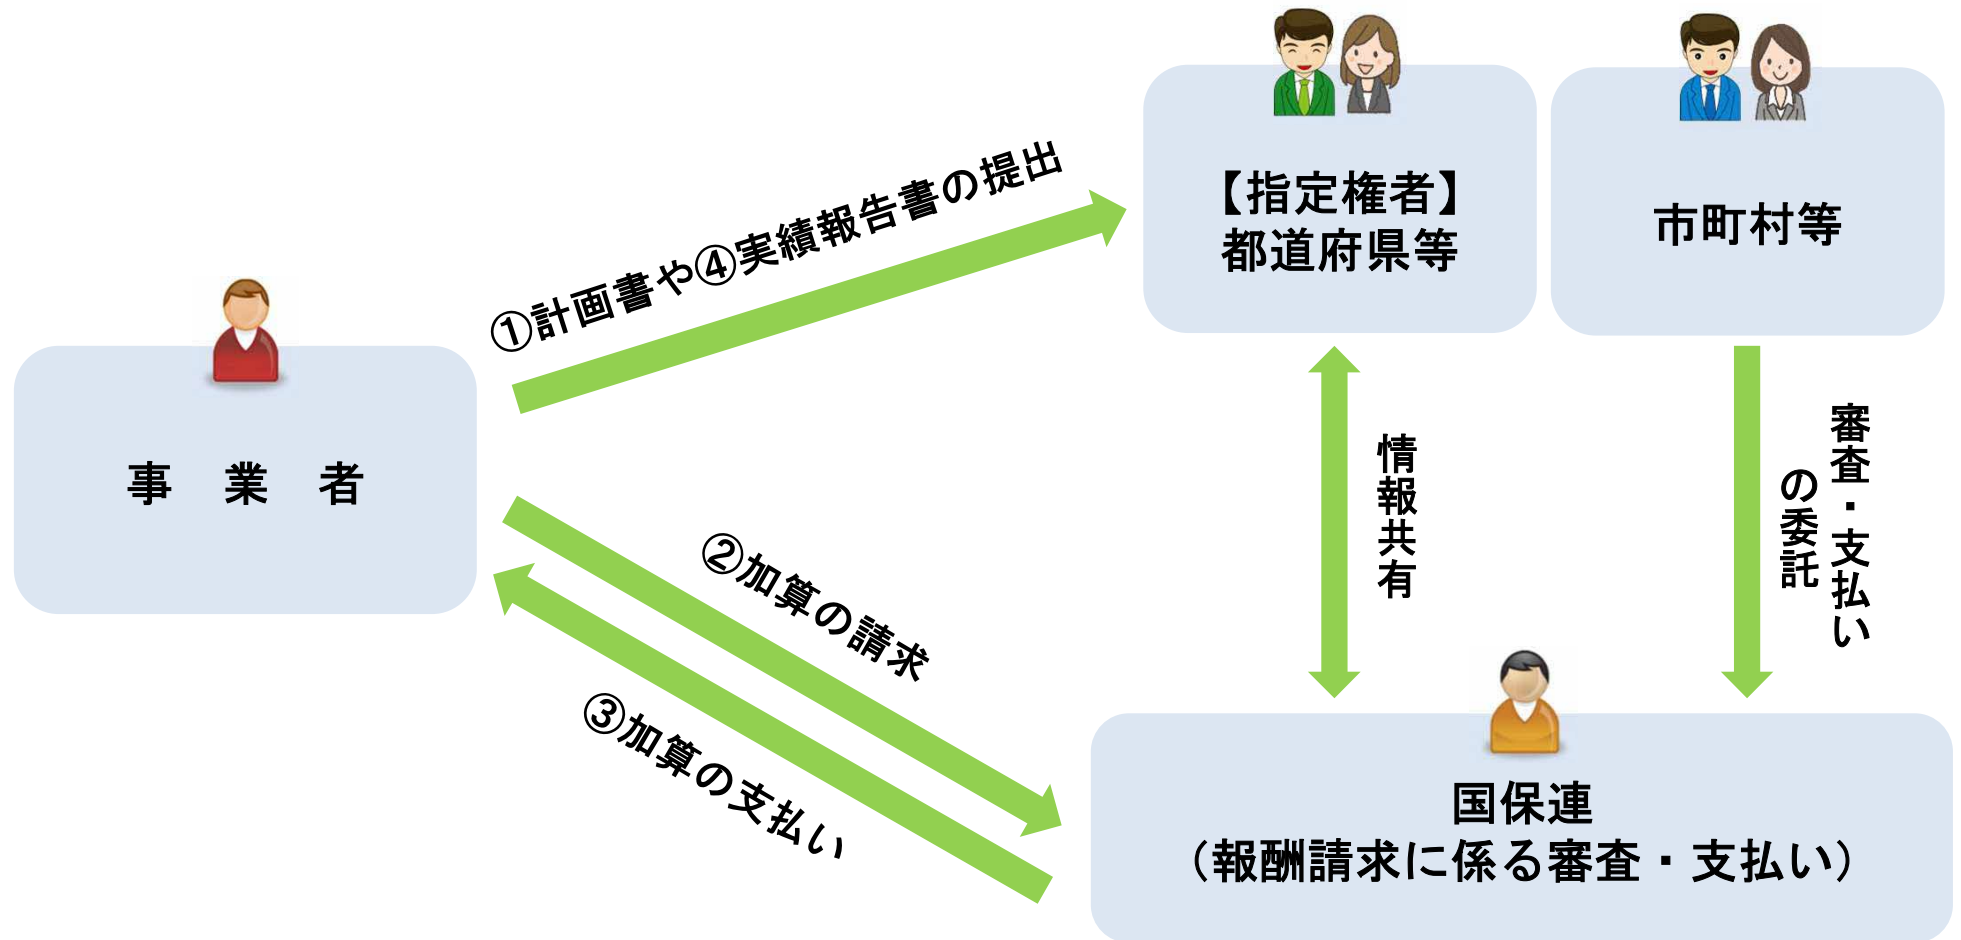 【指定権者】
都道府県等
市町村等
①計画書や④実績報告書の提出
事　業　者
②加算の請求
③加算の支払い
情報共有
審査・支払い
の委託
国保連
（報酬請求に係る審査・支払い）